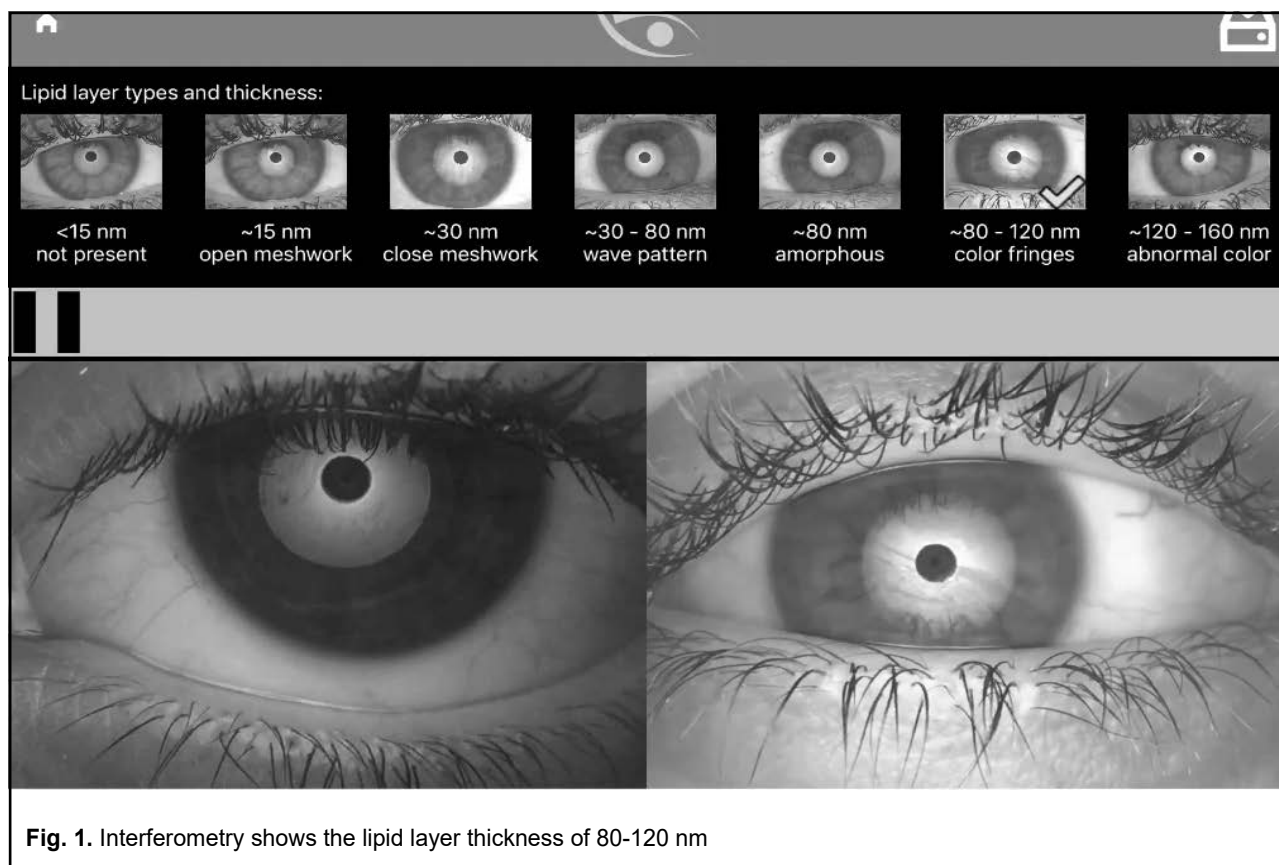 Lipid layer types and thickness:
<15 nm
not present
~15 nm
open meshwork
~30 nm
close meshwork
~30 - 80 nm
wave pattern
~80 nm
amorphous
~80 - 120 nm
color fringes
~120 - 160 nm
abnormal color
Fig. 1. Interferometry shows the lipid layer thickness of 80-120 nm